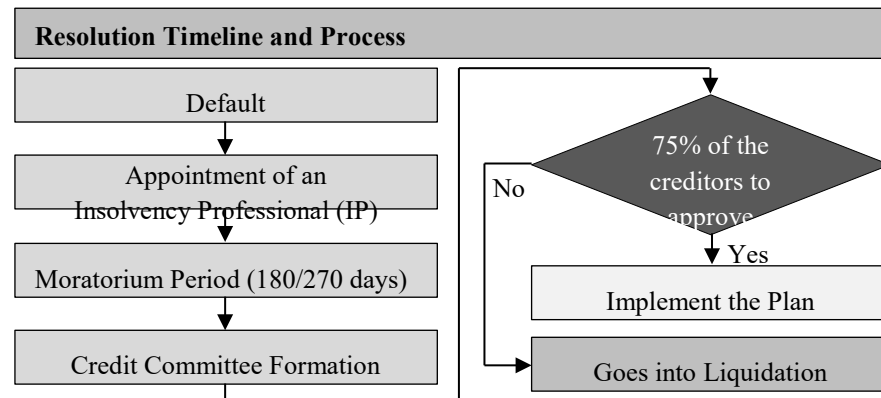 Resolution Timeline and Process
Default
Appointment of an
Insolvency Professional (IP)
Moratorium Period (180/270 days)
Credit Committee Formation
75% of the
creditors to
approve
No
Yes
Implement the Plan
Goes into Liquidation